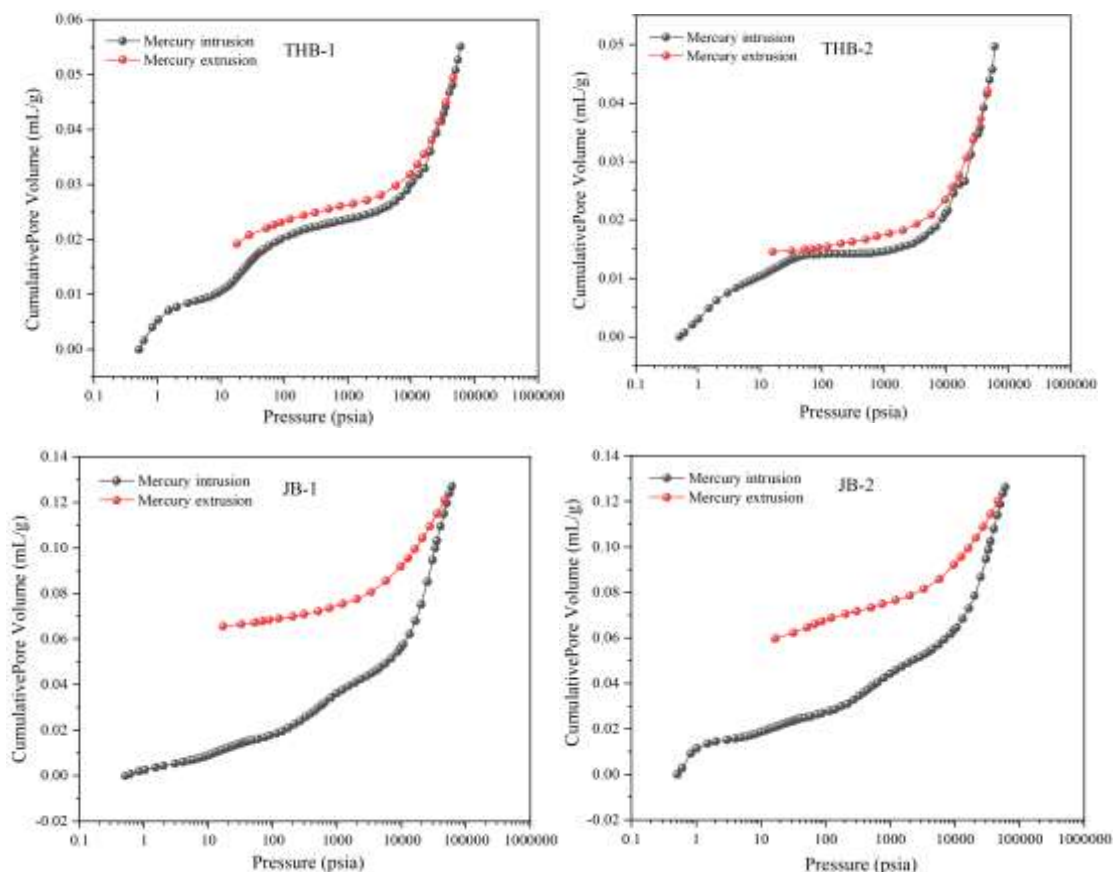 0.06
0.05
0.04
0.03
0.02
0.01
0.00
CumulativePore Volume (mL/g)
Mercury intrusion
Mercury extrusion
THB-1
0.1 1 10 100 1000 10000 100000 1000000
Pressure (psia)
0.05
0.04
0.03
0.02
0.01
0.00
CumulativePore Volume (mL/g)
Mercury intrusion
Mercury extrusion
THB-2
0.1 1 10 100 1000 10000 100000 1000000
Pressure (psia)
0.14
0.12
0.10
0.08
0.06
0.04
0.02
0.00
-0.02
CumulativePore Volume (mL/g)
Mercury intrusion
Mercury extrusion
JB-1
0.1 1 10 100 1000 10000 100000 1000000
Pressure (psia)
0.14
0.12
0.10
0.08
0.06
0.04
0.02
0.00
-0.02
CumulativePore Volume (mL/g)
Mercury intrusion
Mercury extrusion
JB-2
0.1 1 10 100 1000 10000 100000 1000000
Pressure (psia)